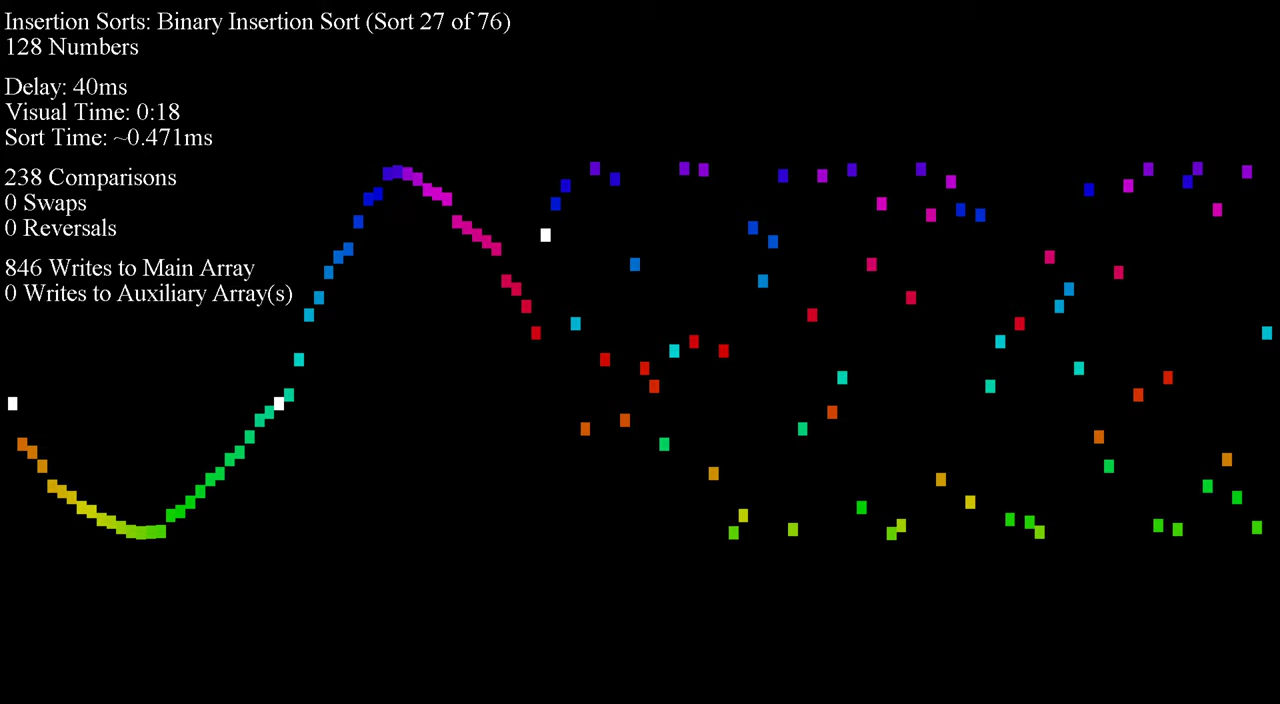 Insertion Sorts: Binary Insertion Sort (Sort 27 of 76)
128 Numbers
Delay: 40ms
Visual Time: 0:18
Sort Time: ~0.471ms
238 Comparisons
0 Swaps
0 Reversals
846 Writes to Main Array
0 Writes to Auxiliary Array(s)